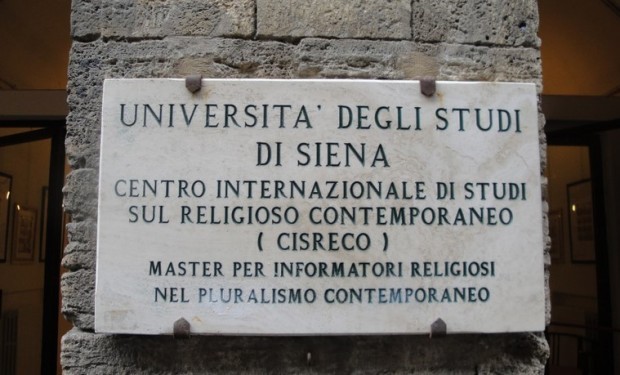 UNIVERSITA' DEGLI STUDI
DI SIENA
CENTRO INTERNAZIONALE DI STUDI
SUL RELIGIOSO CONTEMPORANEO
( CISRECO )
MASTER PER INFORMATORI RELIGIOSI
NEL PLURALISMO CONTEMPORANEO